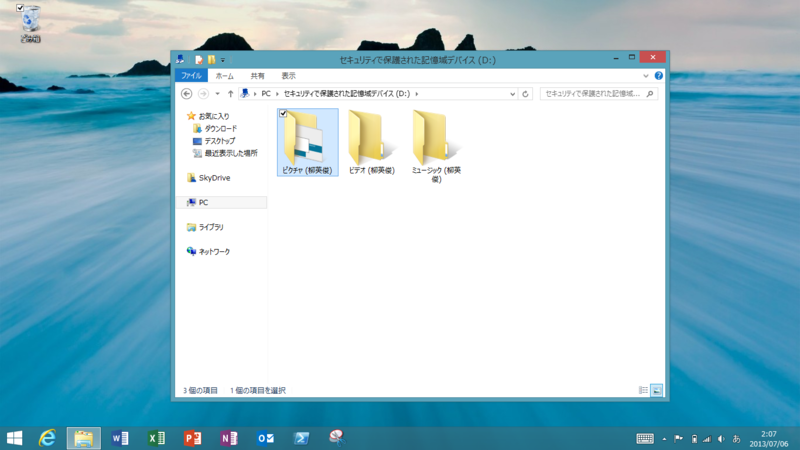 ごみ箱
セキュリティで保護された記憶域デバイス (D:)
ファイル
ホーム
共有
表示
PC
セキュリティで保護された記憶域デバイス (D:)
セキュリティで保護された記憶域...
お気に入り
ダウンロード
デスクトップ
最近表示した場所
SkyDrive
PC
ライブラリ
ネットワーク
ピクチャ (柳英俊)
ビデオ (柳英俊)
ミュージック (柳英
俊)
3 個の項目
1 個の項目を選択
あ
2:07
2013/07/06